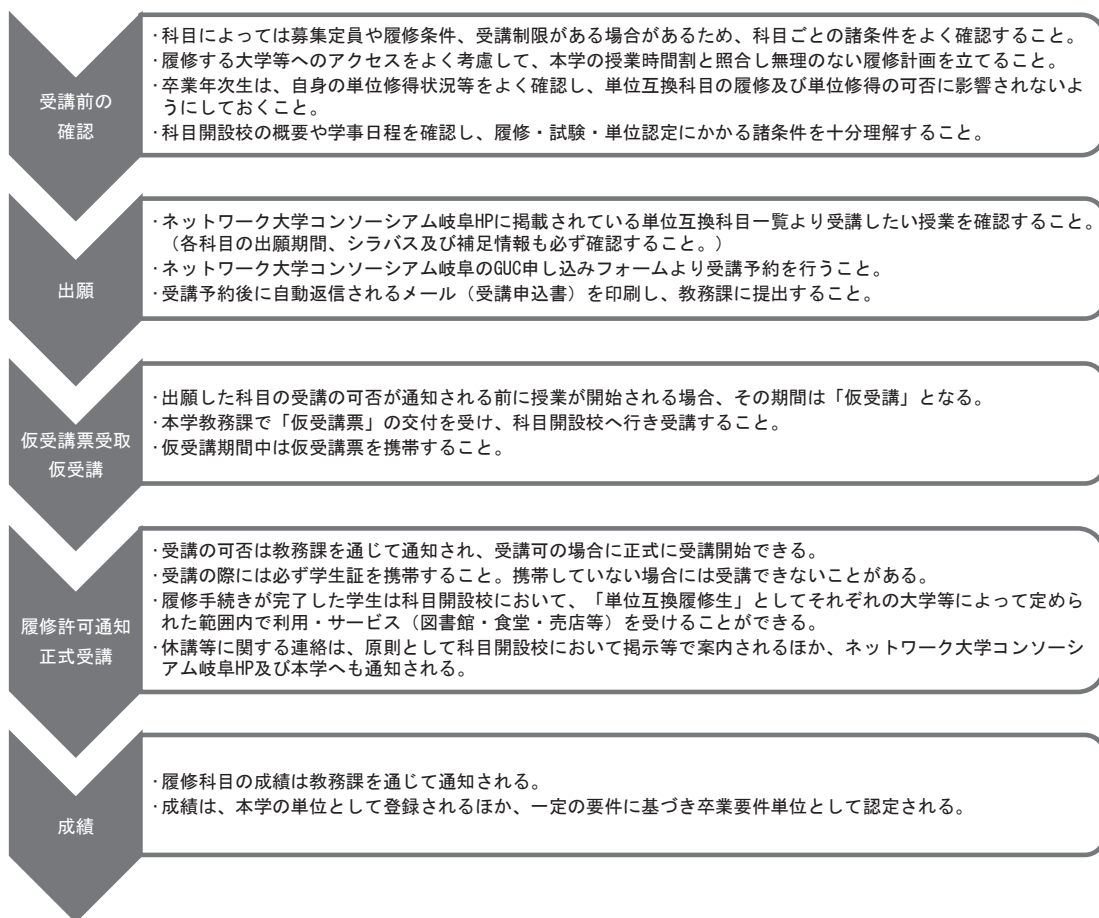 受講前の
確認
・科目によっては募集定員や履修条件、受講制限がある場合があるため、科目ごとの諸条件をよく確認すること。
・履修する大学等へのアクセスをよく考慮して、本学の授業時間割と照合し無理のない履修計画を立てること。
・卒業年次生は、自身の単位修得状況等をよく確認し、単位互換科目の履修及び単位修得の可否に影響されないよ
うにしておくこと。
・科目開設校の概要や学事日程を確認し、履修・試験・単位認定にかかる諸条件を十分理解すること。
出願
・ネットワーク大学コンソーシアム岐阜HPに掲載されている単位互換科目一覧より受講したい授業を確認すること。
（各科目の出願期間、シラバス及び補足情報も必ず確認すること。）
・ネットワーク大学コンソーシアム岐阜のGUC申し込みフォームより受講予約を行うこと。
・受講予約後に自動返信されるメール（受講申込書）を印刷し、教務課に提出すること。
仮受講票受取
仮受講
・出願した科目の受講の可否が通知される前に授業が開始される場合、その期間は「仮受講」となる。
・本学教務課で「仮受講票」の交付を受け、科目開設校へ行き受講すること。
・仮受講期間中は仮受講票を携帯すること。
履修許可通知
正式受講
・受講の可否は教務課を通じて通知され、受講可の場合に正式に受講開始できる。
・受講の際には必ず学生証を携帯すること。携帯していない場合には受講できないことがある。
・履修手続きが完了した学生は科目開設校において、「単位互換履修生」としてそれぞれの大学等によって定めら
れた範囲内で利用・サービス（図書館・食堂・売店等）を受けることができる。
・休講等に関する連絡は、原則として科目開設校において掲示等で案内されるほか、ネットワーク大学コンソーシ
アム岐阜HP及び本学へも通知される。
成績
・履修科目の成績は教務課を通じて通知される。
・成績は、本学の単位として登録されるほか、一定の要件に基づき卒業要件単位として認定される。